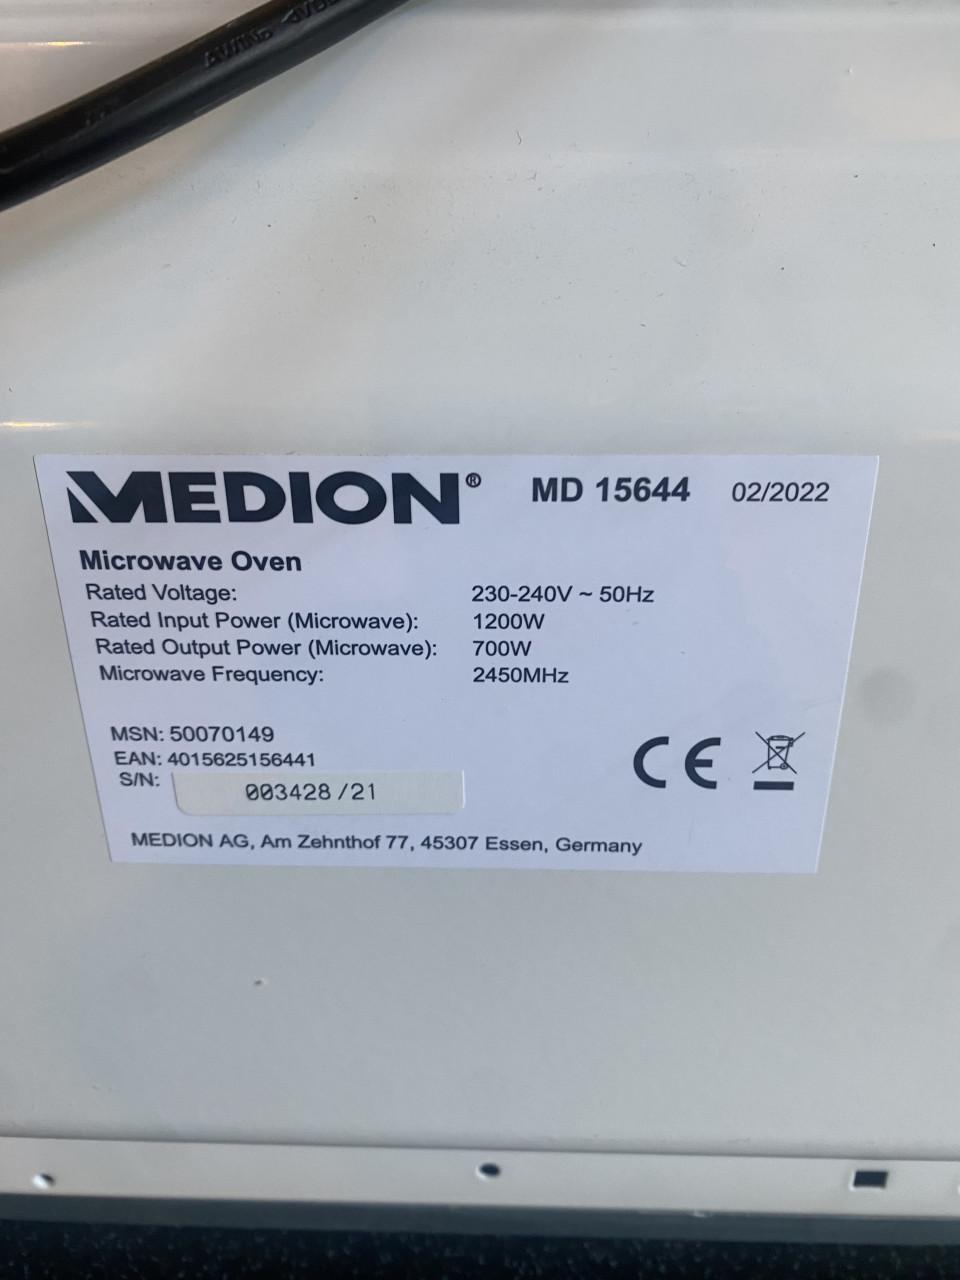 MEDION® MD 15644 02/2022
Microwave Oven
Rated Voltage: 230-240V ~ 50Hz
Rated Input Power (Microwave): 1200W
Rated Output Power (Microwave): 700W
Microwave Frequency: 2450MHz
MSN: 50070149
EAN: 4015625156441
S/N: 003428 /21
CE
MEDION AG, Am Zehnthof 77, 45307 Essen, Germany